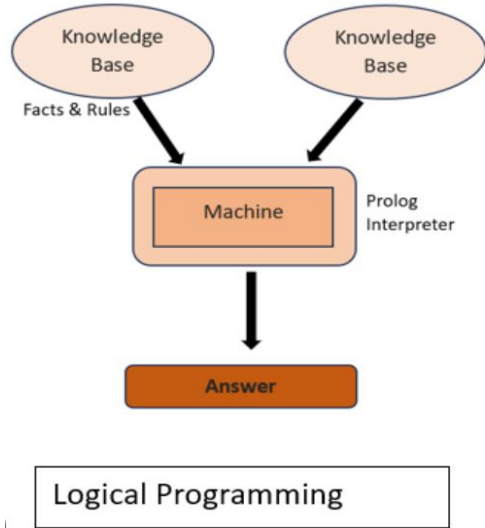 Knowledge
Base
Knowledge
Base
Facts & Rules
Machine
Prolog
Interpreter
Answer
Logical Programming